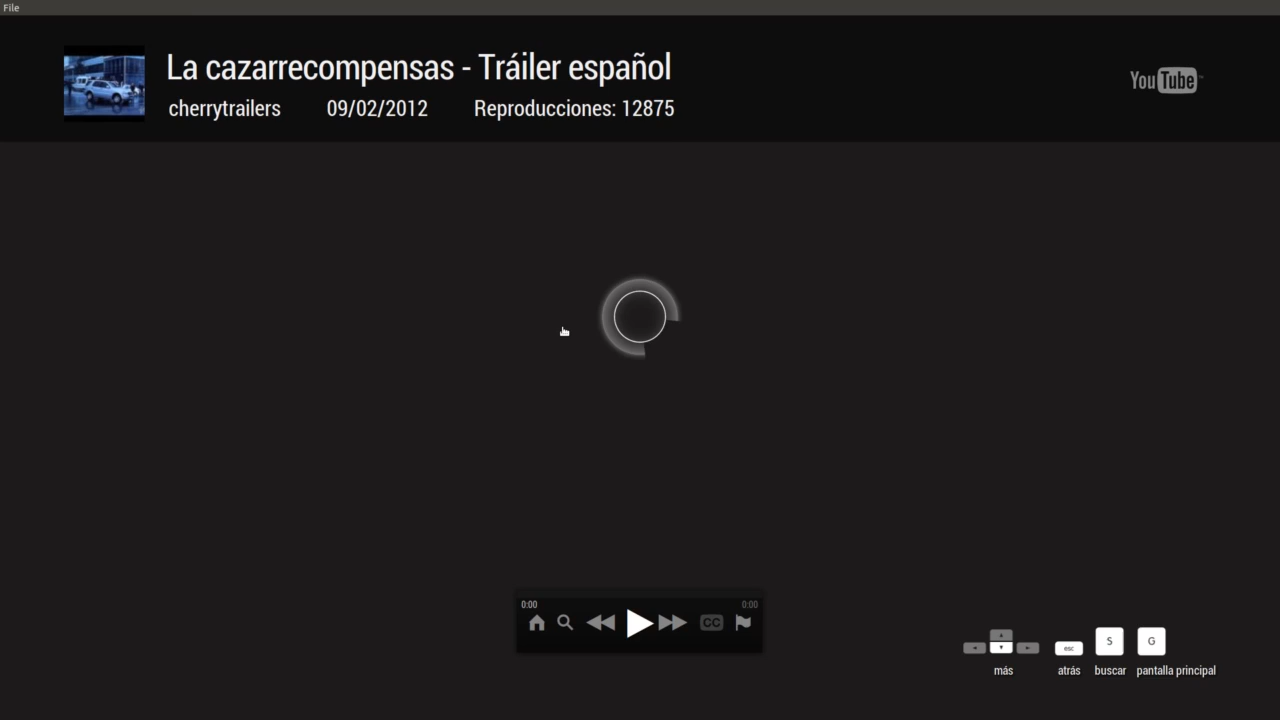 File
La cazarrecompensas - Tráiler español
cherrytrailers 09/02/2012 Reproducciones: 12875
YouTube
0:00 0:00
CC
esc S G
más atrás buscar pantalla principal